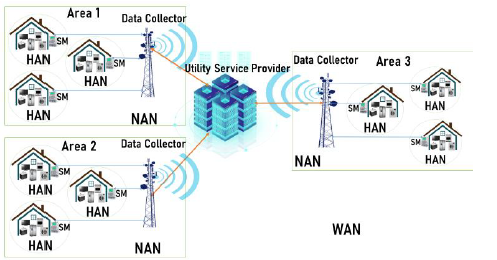 Area 1
Data Collector
SM
HAN
SM
HAN
SM
HAN
NAN
Utility Service Provider
Data Collector
Area 3
SM
HAN
SM
HAN
SM
HAN
NAN
Area 2
Data Collector
SM
HAN
SM
HAN
SM
HAN
NAN
WAN